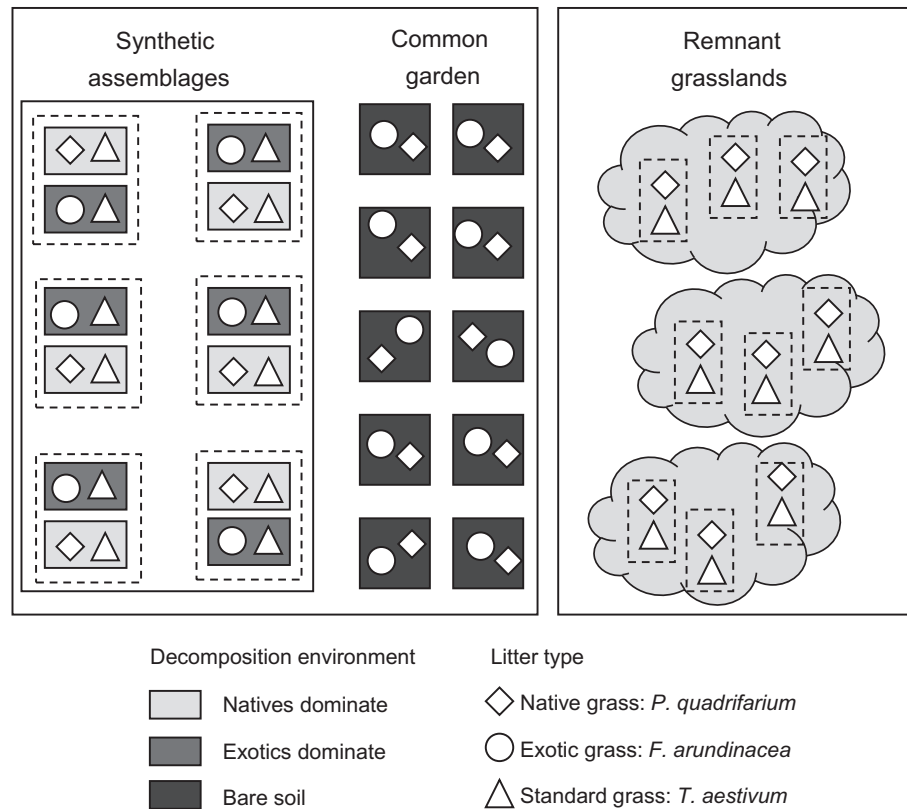 Synthetic
assemblages
Common
garden
Remnant
grasslands
Decomposition environment
Natives dominate
Exotics dominate
Bare soil
Litter type
Native grass: P. quadrifarium
Exotic grass: F. arundinacea
Standard grass: T. aestivum